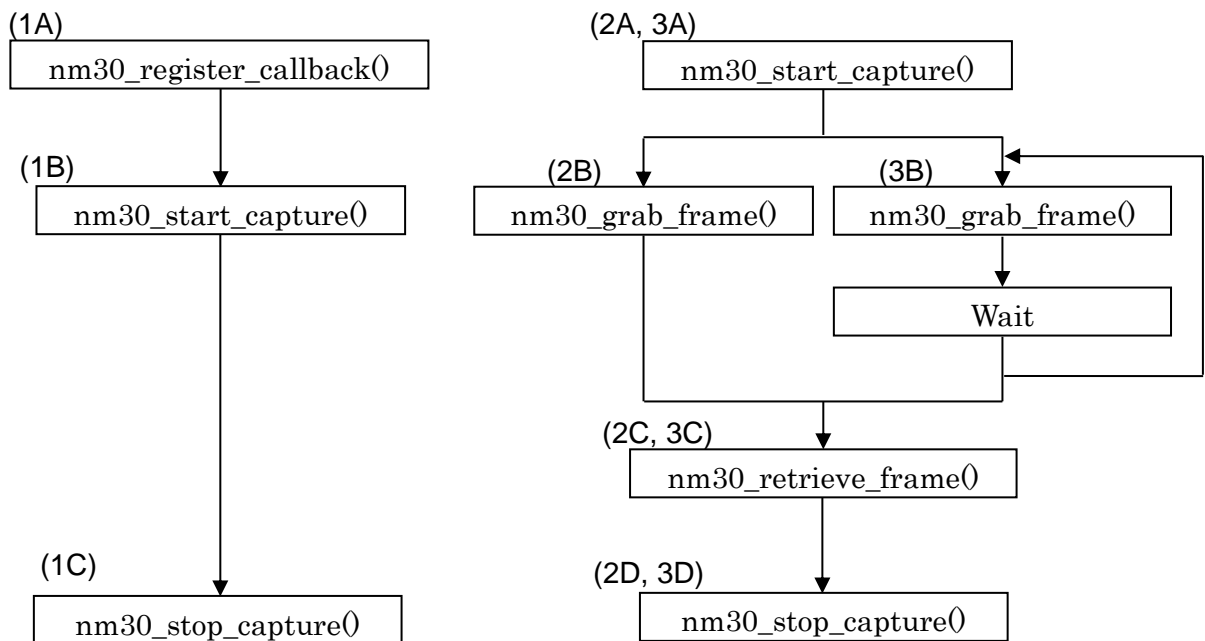 (1A)
nm30_register_callback()
(1B)
nm30_start_capture()
(1C)
nm30_stop_capture()
(2A, 3A)
nm30_start_capture()
(2B)
nm30_grab_frame()
(3B)
nm30_grab_frame()
Wait
(2C, 3C)
nm30_retrieve_frame()
(2D, 3D)
nm30_stop_capture()